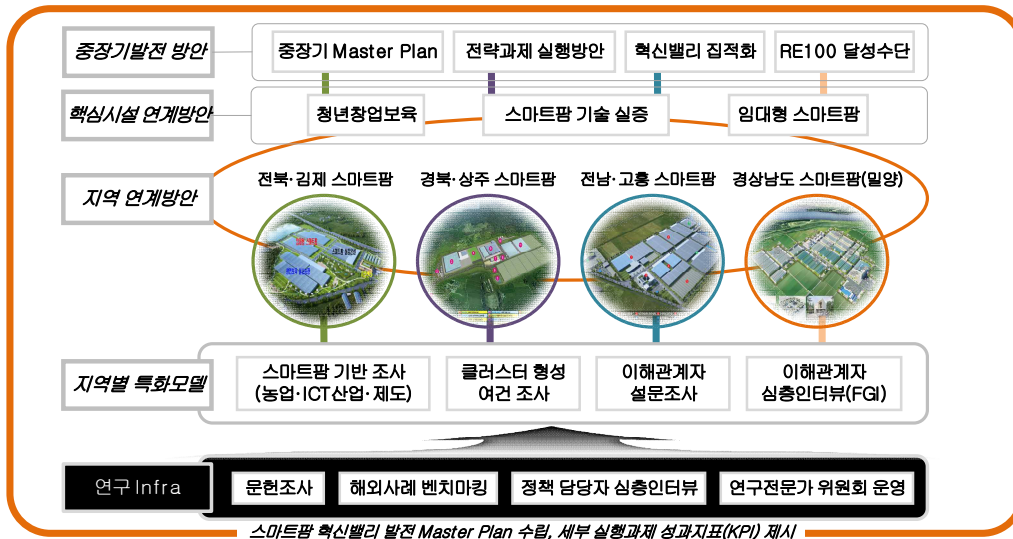 중장기발전 방안
중장기 Master Plan
전략과제 실행방안
혁신밸리 집적화
RE100 달성수단
핵심시설 연계방안
청년창업보육
스마트팜 기술 실증
임대형 스마트팜
지역 연계방안
전북·김제 스마트팜
경북·상주 스마트팜
전남·고흥 스마트팜
경상남도 스마트팜(밀양)
지역별 특화모델
스마트팜 기반 조사
(농업·ICT산업·제도)
클러스터 형성
여건 조사
이해관계자
설문조사
이해관계자
심층인터뷰(FGI)
연구 Infra
문헌조사
해외사례 벤치마킹
정책 담당자 심층인터뷰
연구전문가 위원회 운영
스마트팜 혁신밸리 발전 Master Plan 수립, 세부 실행과제 성과지표(KPI) 제시